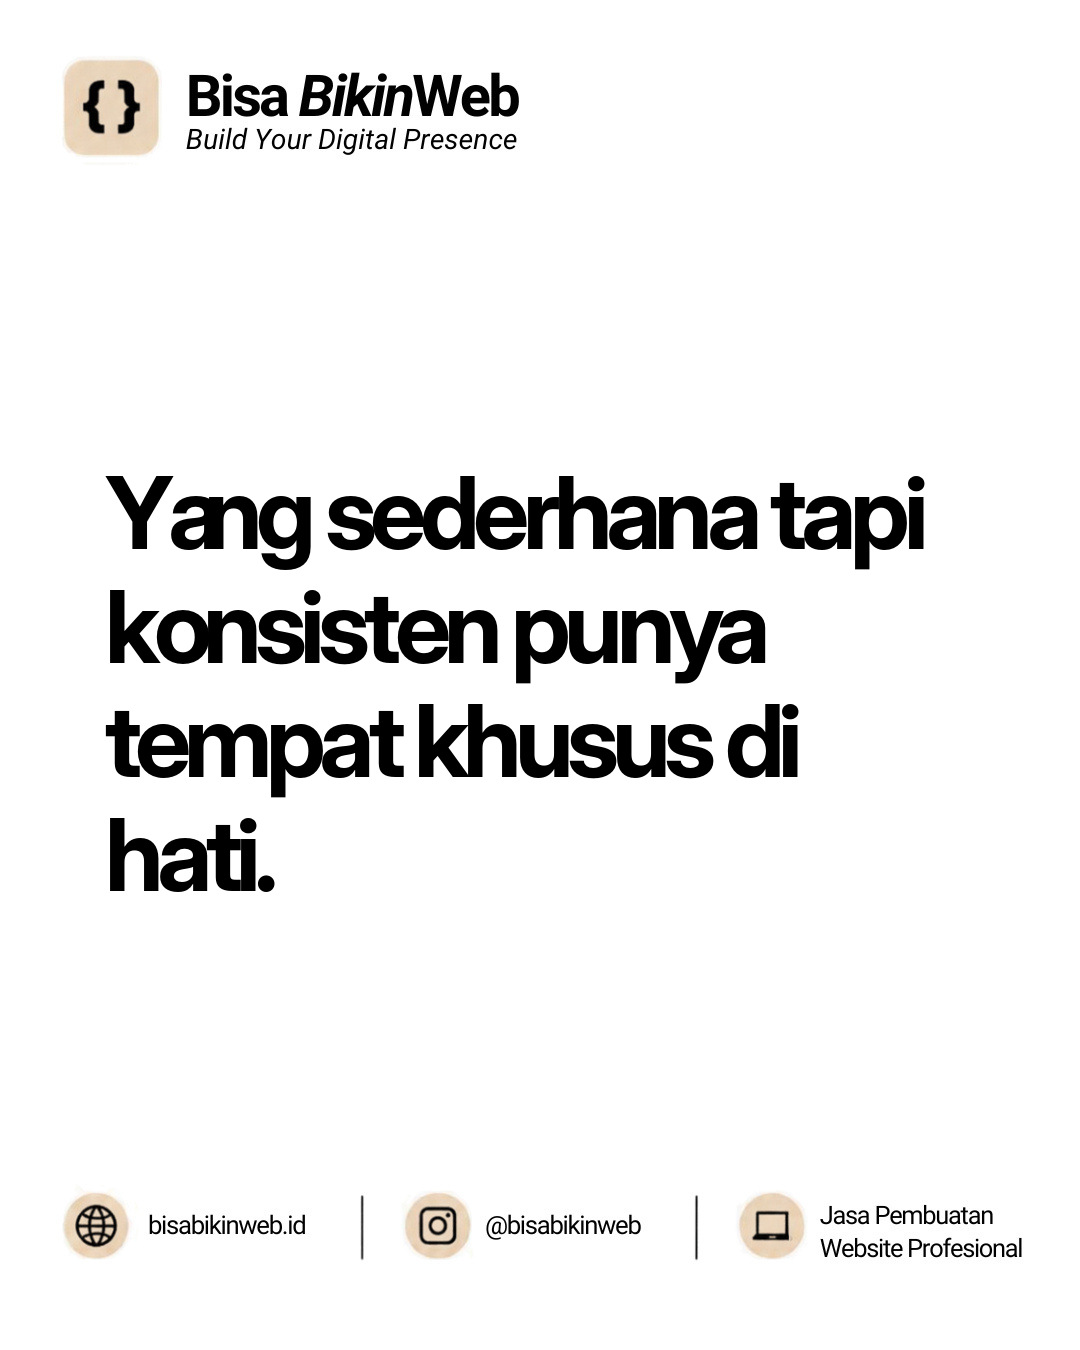 { }
Bisa BikinWeb
Build Your Digital Presence
Yang sederhana tapi
konsisten punya
tempat khusus di
hati.
bisabikinweb.id
@bisabikinweb
Jasa Pembuatan
Website Profesional